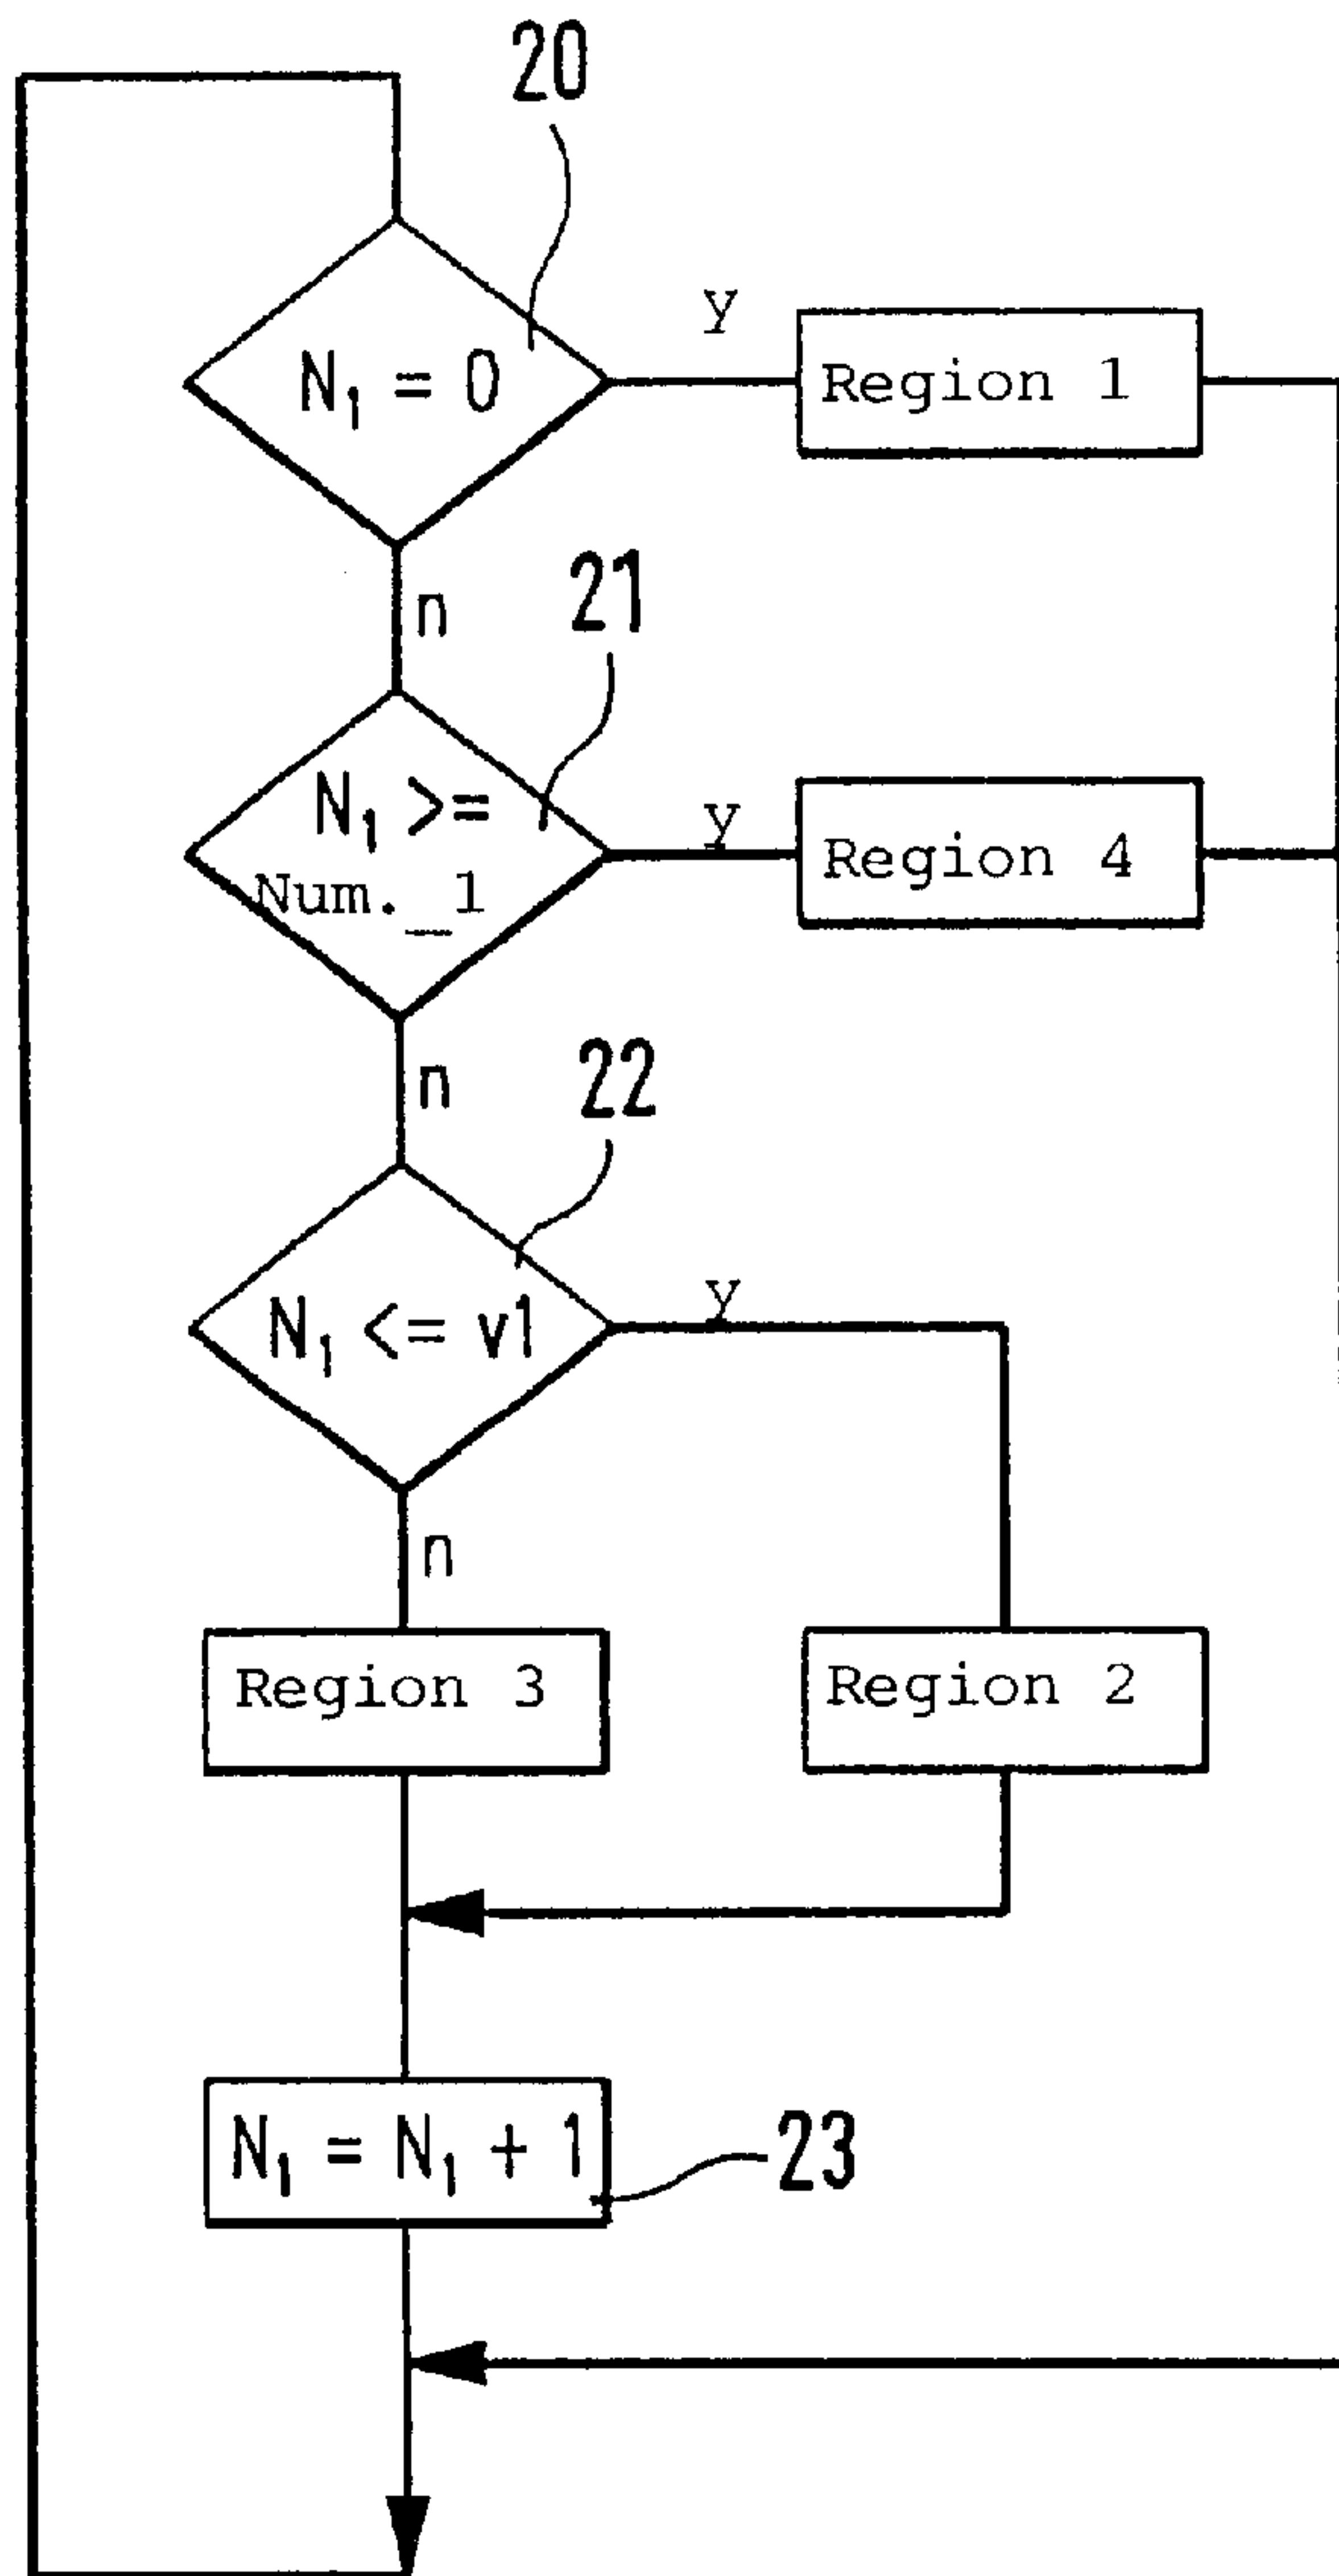 20
y
N₁ = 0
Region 1
n
21
N₁ >=
Num._1
y
Region 4
n
22
y
N₁ <= v1
n
Region 3
Region 2
N₁ = N₁ + 1
23